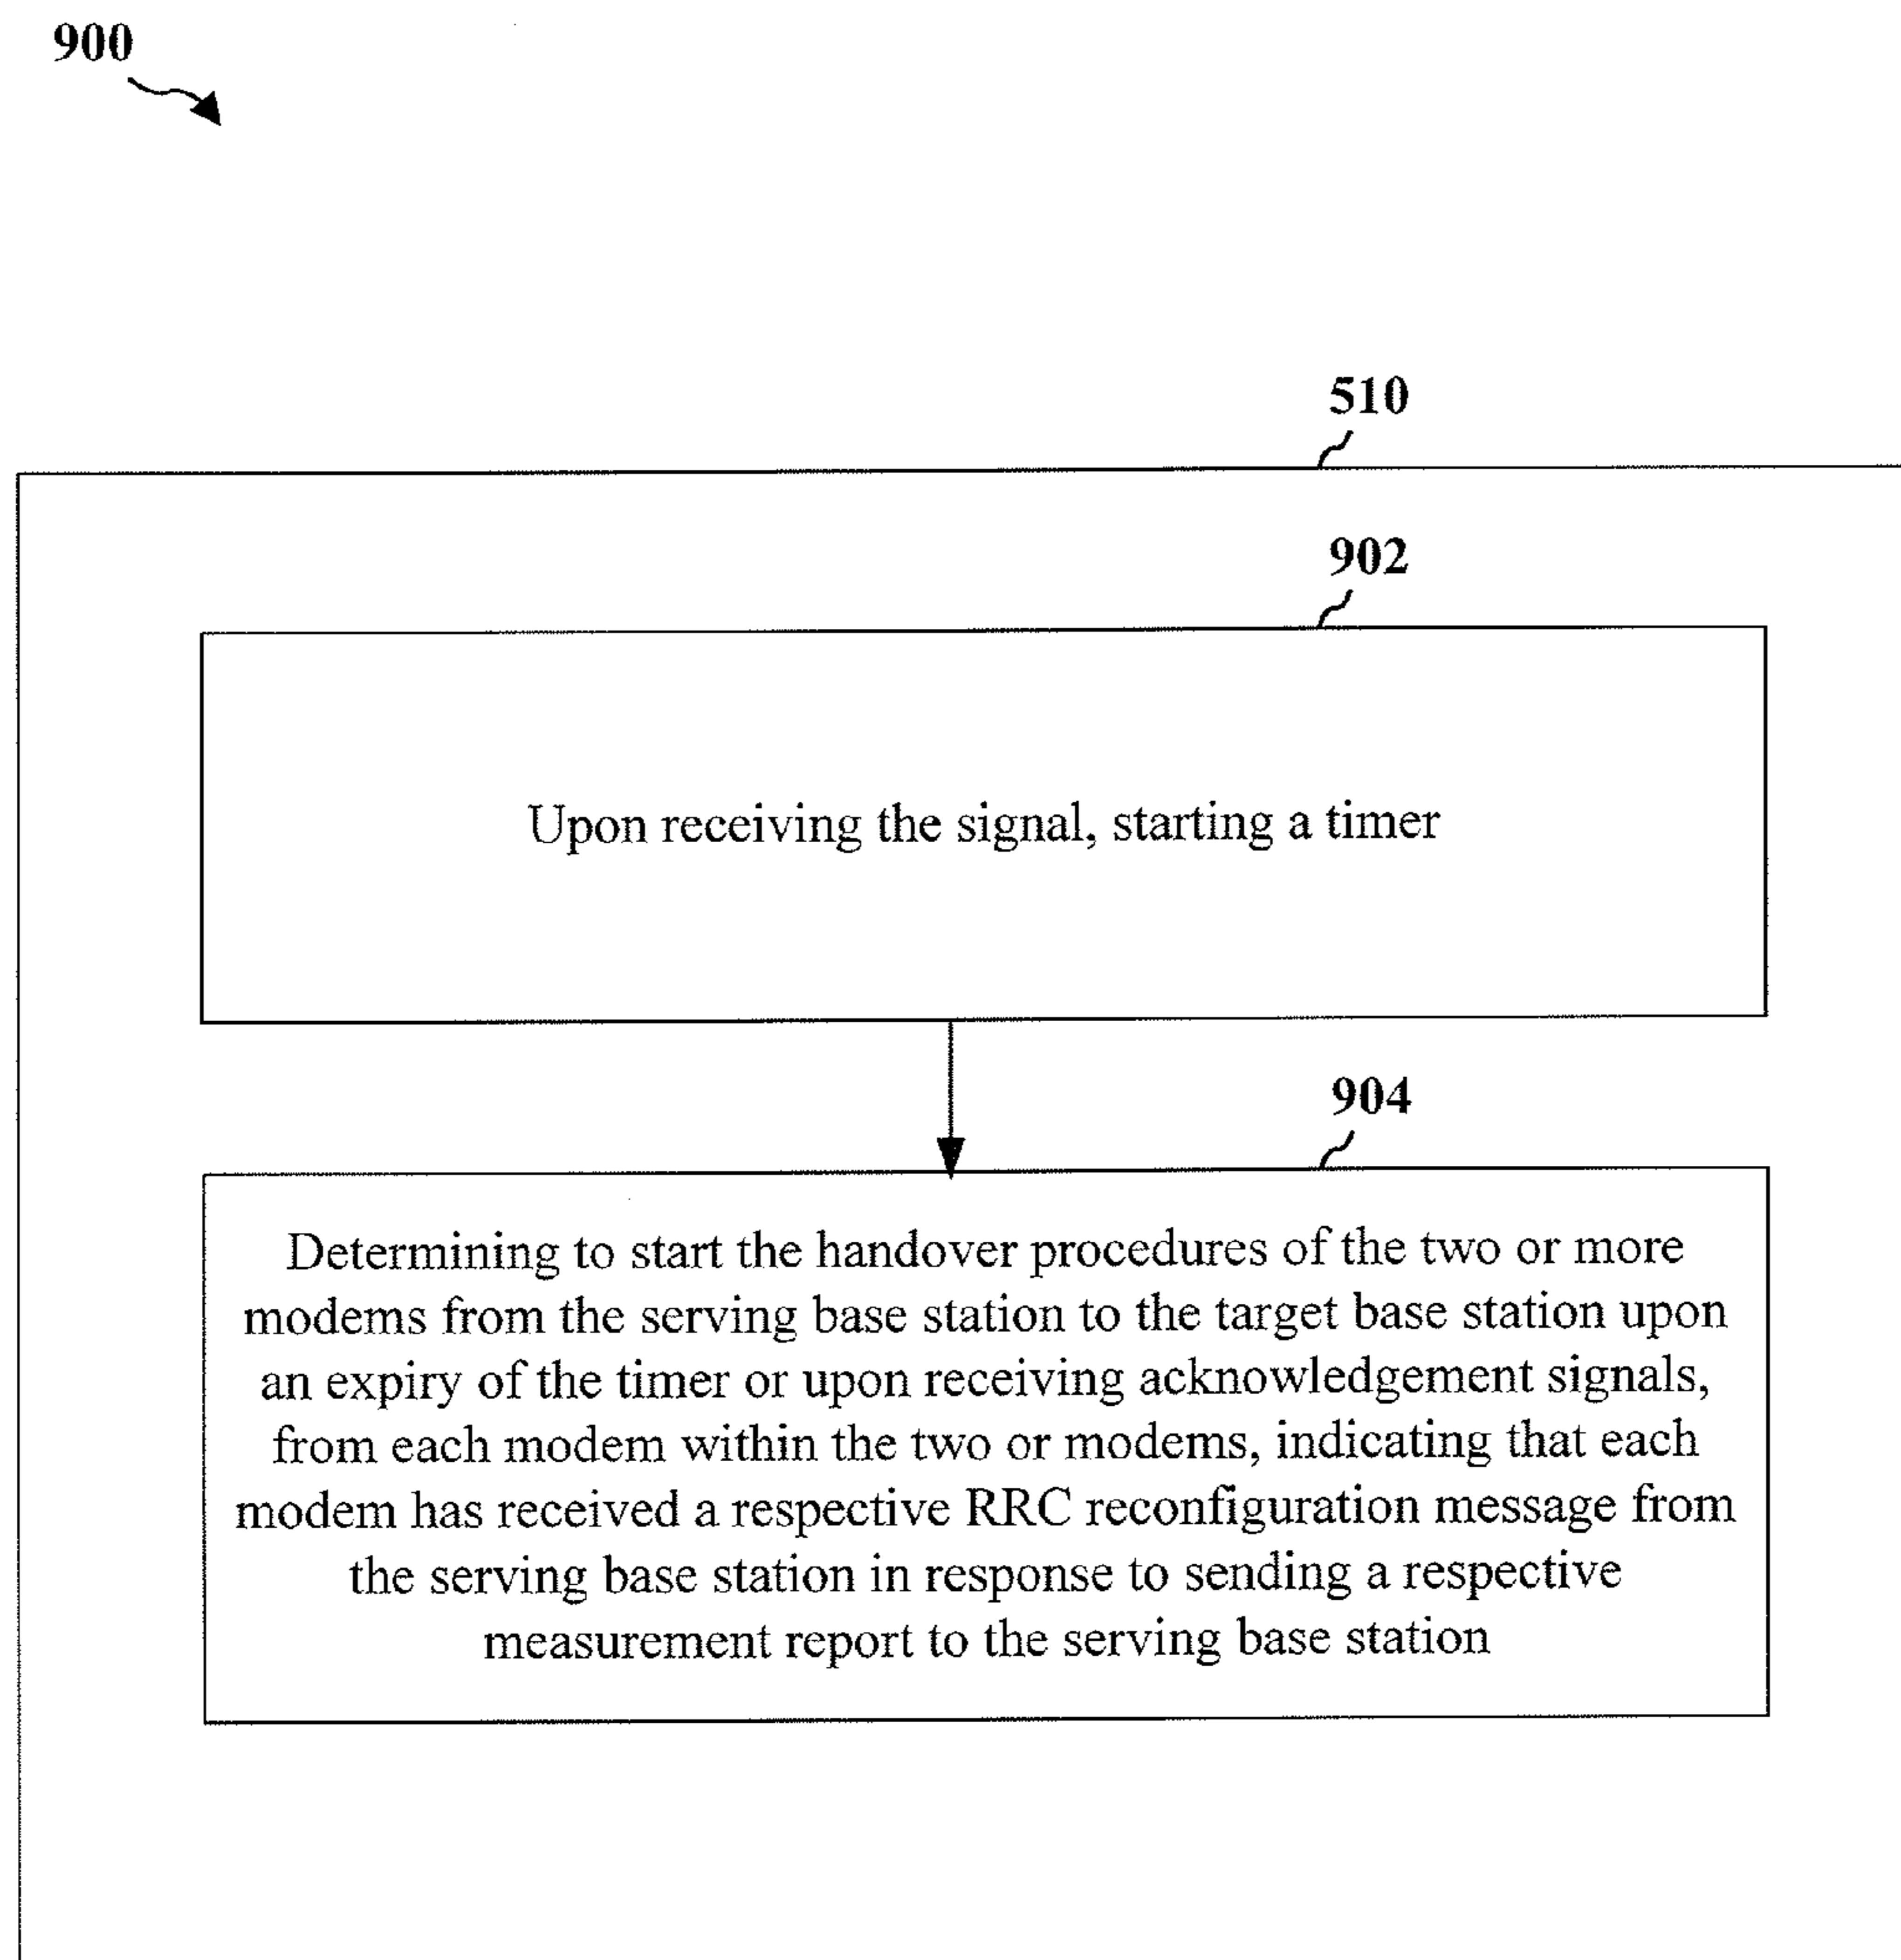 900
510
902
Upon receiving the signal, starting a timer
904
Determining to start the handover procedures of the two or more
modems from the serving base station to the target base station upon
an expiry of the timer or upon receiving acknowledgement signals,
from each modem within the two or modems, indicating that each
modem has received a respective RRC reconfiguration message from
the serving base station in response to sending a respective
measurement report to the serving base station